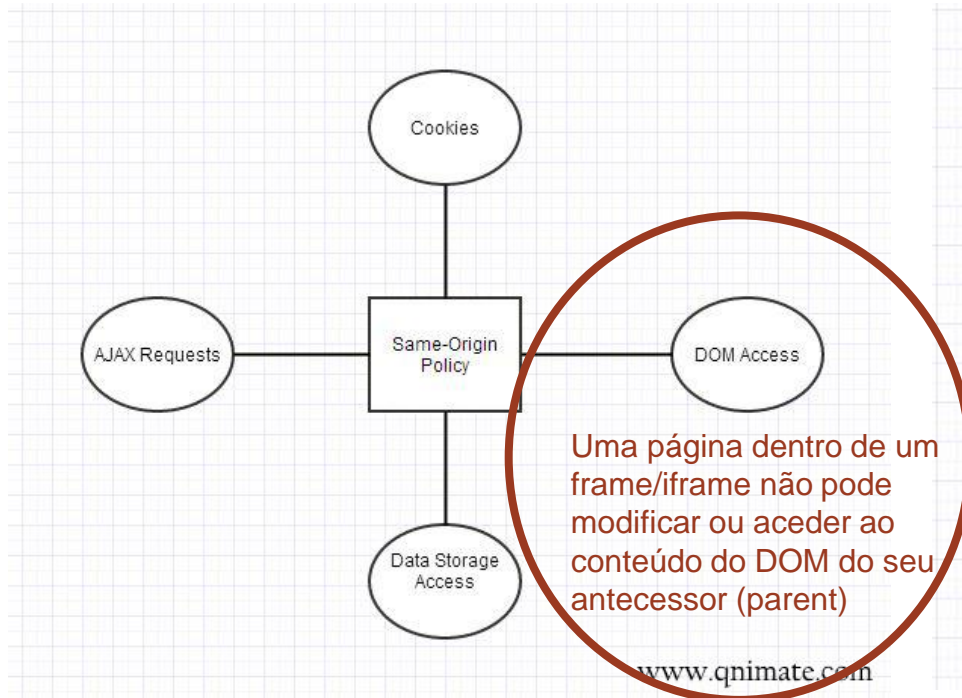 Cookies
AJAX Requests
Same-Origin
Policy
DOM Access
Uma página dentro de um
frame/iframe não pode
modificar ou aceder ao
conteúdo do DOM do seu
antecessor (parent)
Data Storage
Access
www.qnimate.com